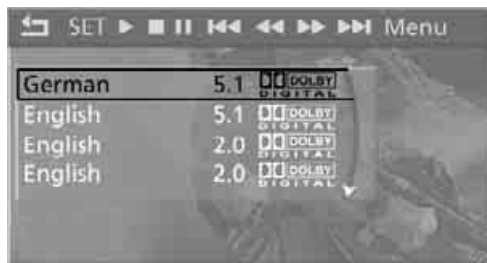 SET Menu
German 5.1 DOLBY DIGITAL
English 5.1 DOLBY DIGITAL
English 2.0 DOLBY DIGITAL
English 2.0 DOLBY DIGITAL